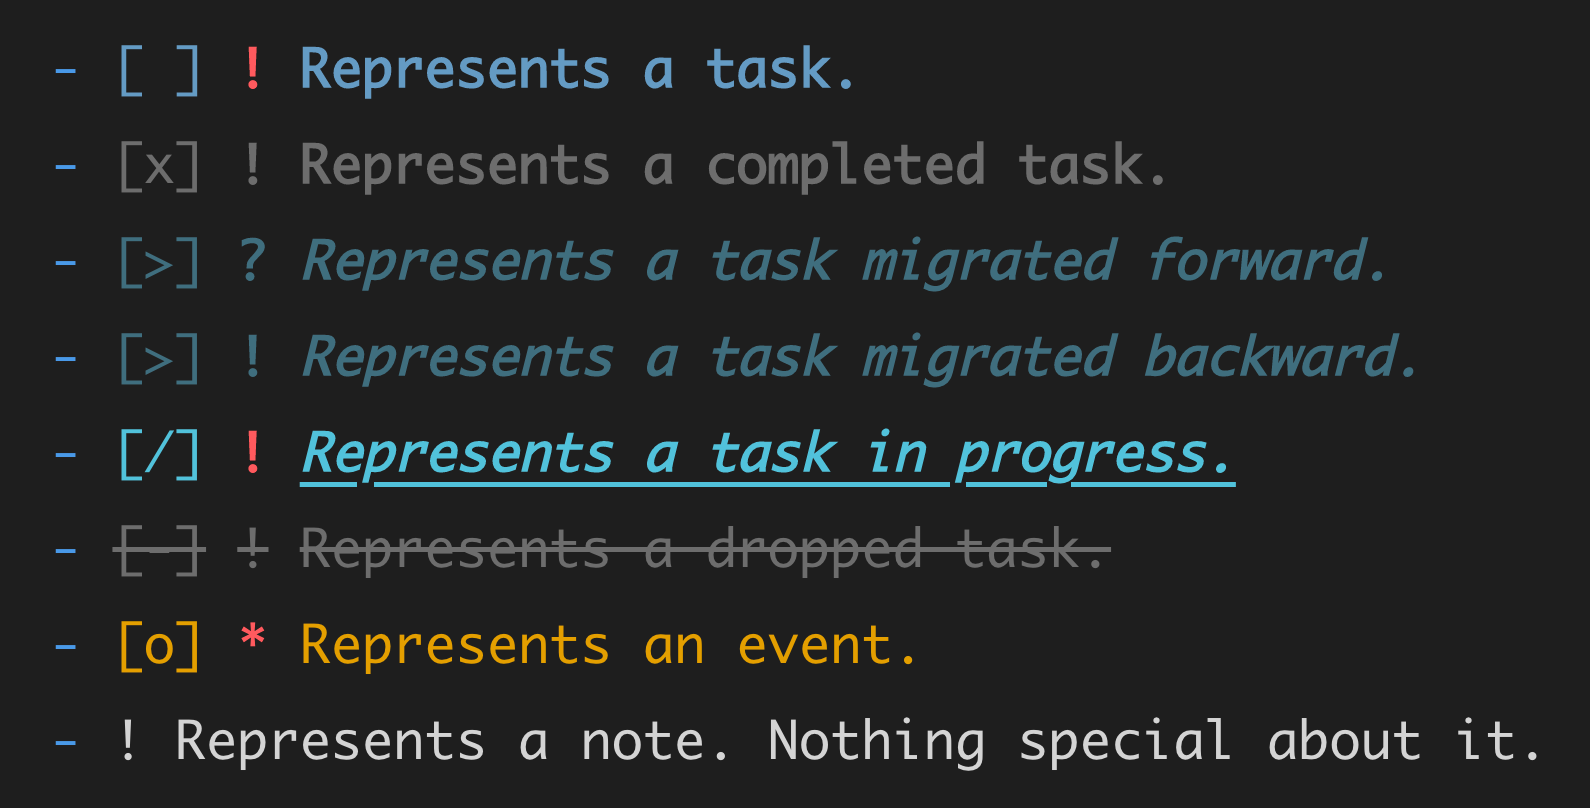 - [ ] ! Represents a task.
- [x] ! Represents a completed task.
- [>] ? Represents a task migrated forward.
- [>] ! Represents a task migrated backward.
- [/] ! Represents a task in progress.
- [-] ! Represents a dropped task.
- [o] * Represents an event.
- ! Represents a note. Nothing special about it.